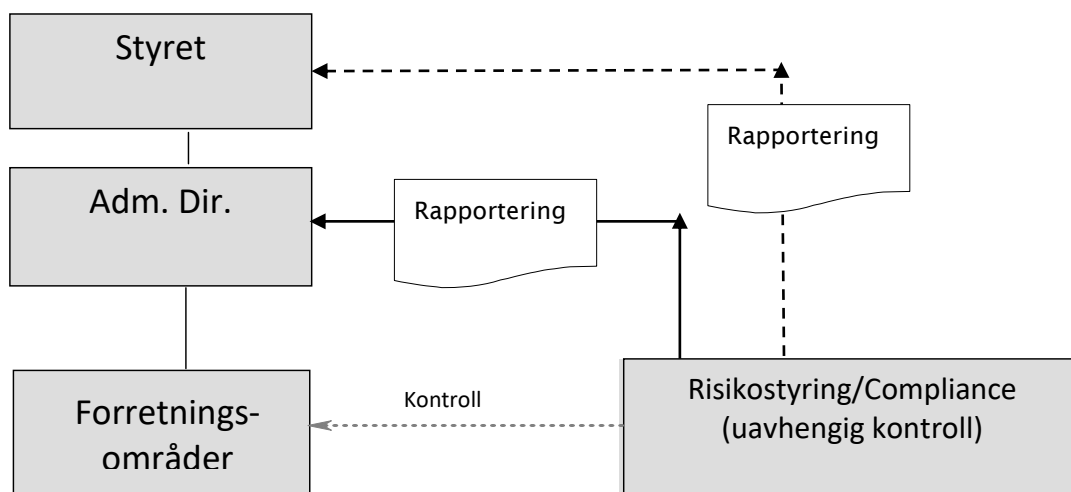 Styret
Rapportering
Adm. Dir.
Rapportering
Forretnings-
områder
Kontroll
Risikostyring/Compliance
(uavhengig kontroll)